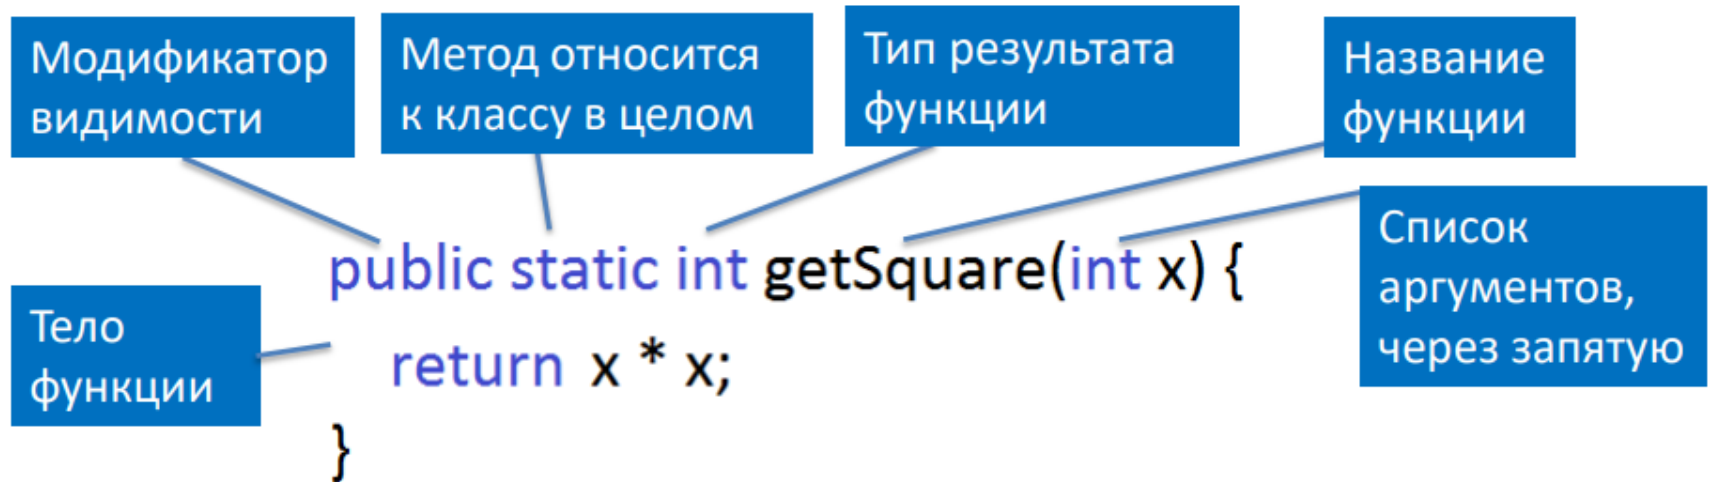 Модификатор
видимости
Метод относится
к классу в целом
Тип результата
функции
Название
функции
Список
аргументов,
через запятую
Тело
функции
public static int getSquare(int x) {
return x * x;
}